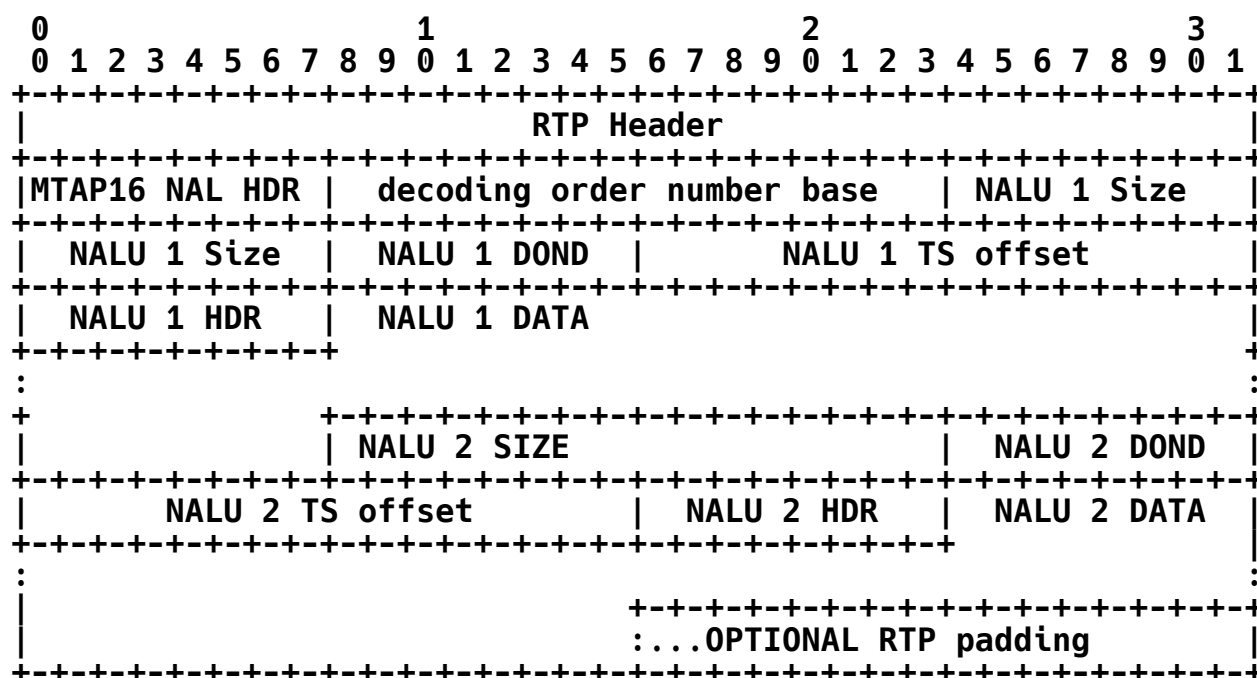 0                   1                   2                   3
0 1 2 3 4 5 6 7 8 9 0 1 2 3 4 5 6 7 8 9 0 1 2 3 4 5 6 7 8 9 0 1
+-+-+-+-+-+-+-+-+-+-+-+-+-+-+-+-+-+-+-+-+-+-+-+-+-+-+-+-+-+-+-+-+
|                          RTP Header                           |
+-+-+-+-+-+-+-+-+-+-+-+-+-+-+-+-+-+-+-+-+-+-+-+-+-+-+-+-+-+-+-+-+
|MTAP16 NAL HDR |  decoding order number base   | NALU 1 Size   |
+-+-+-+-+-+-+-+-+-+-+-+-+-+-+-+-+-+-+-+-+-+-+-+-+-+-+-+-+-+-+-+-+
|  NALU 1 Size  |  NALU 1 DOND  |       NALU 1 TS offset        |
+-+-+-+-+-+-+-+-+-+-+-+-+-+-+-+-+-+-+-+-+-+-+-+-+-+-+-+-+-+-+-+-+
|  NALU 1 HDR   |  NALU 1 DATA                                  |
+-+-+-+-+-+-+-+-+                                               +
:                                                               :
+               +-+-+-+-+-+-+-+-+-+-+-+-+-+-+-+-+-+-+-+-+-+-+-+-+
|               | NALU 2 SIZE                   |  NALU 2 DOND  |
+-+-+-+-+-+-+-+-+-+-+-+-+-+-+-+-+-+-+-+-+-+-+-+-+-+-+-+-+-+-+-+-+
|       NALU 2 TS offset        |  NALU 2 HDR   |  NALU 2 DATA  |
+-+-+-+-+-+-+-+-+-+-+-+-+-+-+-+-+-+-+-+-+-+-+-+-+               |
:                                                               :
|                               +-+-+-+-+-+-+-+-+-+-+-+-+-+-+-+-+
|                               :...OPTIONAL RTP padding        |
+-+-+-+-+-+-+-+-+-+-+-+-+-+-+-+-+-+-+-+-+-+-+-+-+-+-+-+-+-+-+-+-+